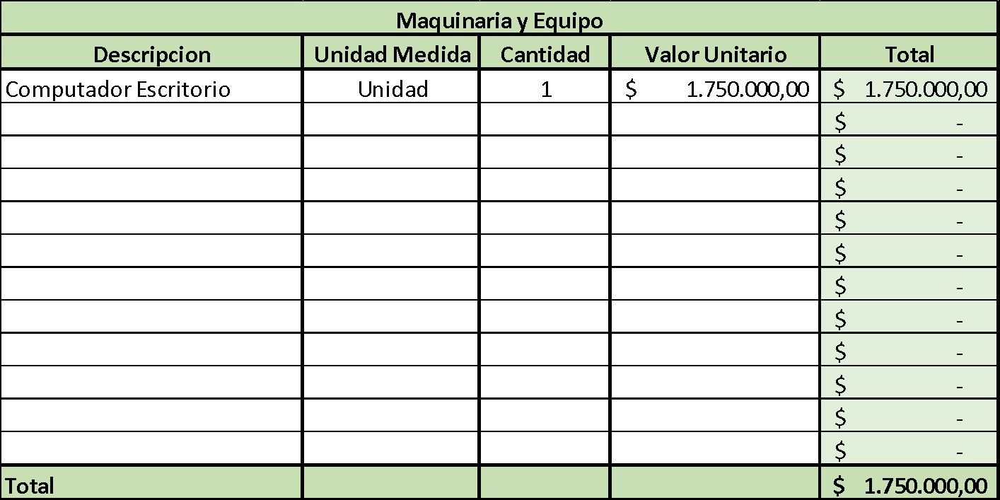 Maquinaria y Equipo
Descripcion Unidad Medida Cantidad Valor Unitario Total
Computador Escritorio Unidad 1 $ 1.750.000,00 $ 1.750.000,00
$ -
$ -
$ -
$ -
$ -
$ -
$ -
$ -
$ -
$ -
$ -
Total $ 1.750.000,00